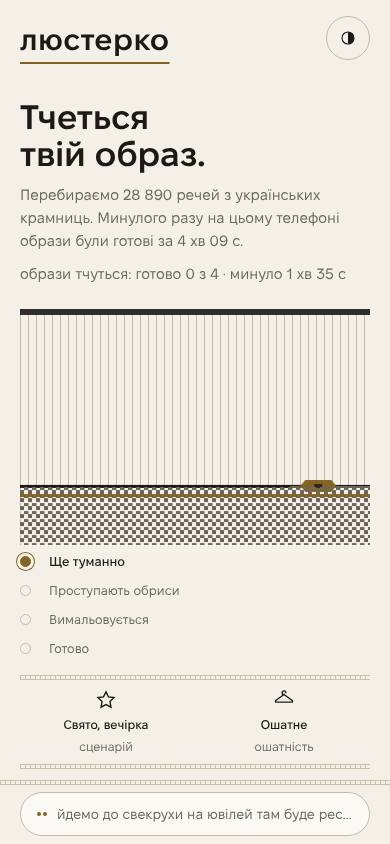 люстерко
Тчеться
твій образ.
Перебираємо 28 890 речей з українських
крамниць. Минулого разу на цьому телефоні
образи були готові за 4 хв 09 с.
образи тчуться: готово 0 з 4 · минуло 1 хв 35 с
Ще туманно
Проступають обриси
Вимальовується
Готово
Свято, вечірка
сценарій
Ошатне
ошатність
йдемо до свекрухи на ювілей там буде рес...